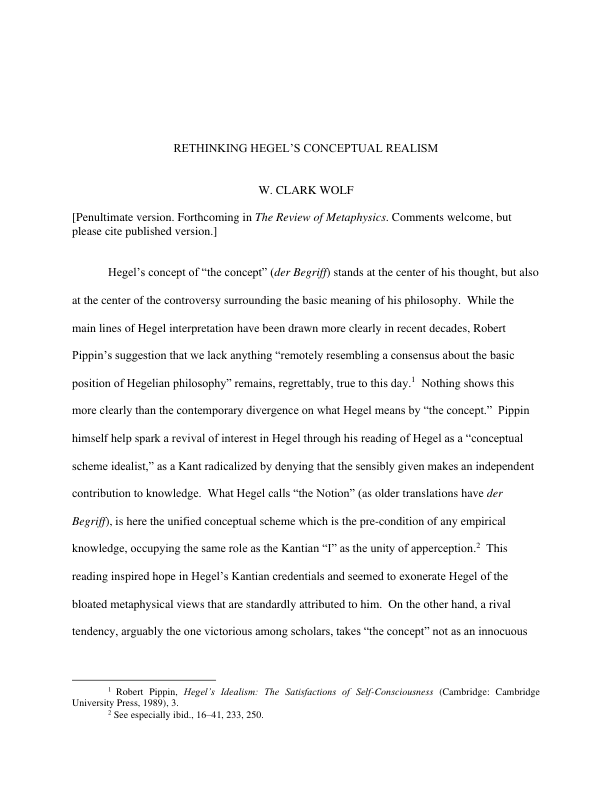 RETHINKING HEGEL’S CONCEPTUAL REALISM
W. CLARK WOLF
[Penultimate version. Forthcoming in The Review of Metaphysics. Comments welcome, but
please cite published version.]
Hegel’s concept of “the concept” (der Begriff) stands at the center of his thought, but also
at the center of the controversy surrounding the basic meaning of his philosophy.  While the
main lines of Hegel interpretation have been drawn more clearly in recent decades, Robert
Pippin’s suggestion that we lack anything “remotely resembling a consensus about the basic
position of Hegelian philosophy” remains, regrettably, true to this day.1  Nothing shows this
more clearly than the contemporary divergence on what Hegel means by “the concept.”  Pippin
himself help spark a revival of interest in Hegel through his reading of Hegel as a “conceptual
scheme idealist,” as a Kant radicalized by denying that the sensibly given makes an independent
contribution to knowledge.  What Hegel calls “the Notion” (as older translations have der
Begriff), is here the unified conceptual scheme which is the pre-condition of any empirical
knowledge, occupying the same role as the Kantian “I” as the unity of apperception.2  This
reading inspired hope in Hegel’s Kantian credentials and seemed to exonerate Hegel of the
bloated metaphysical views that are standardly attributed to him.  On the other hand, a rival
tendency, arguably the one victorious among scholars, takes “the concept” not as an innocuous
1 Robert Pippin, Hegel’s Idealism: The Satisfactions of Self-Consciousness (Cambridge: Cambridge
University Press, 1989), 3.
2 See especially ibid., 16–41, 233, 250.